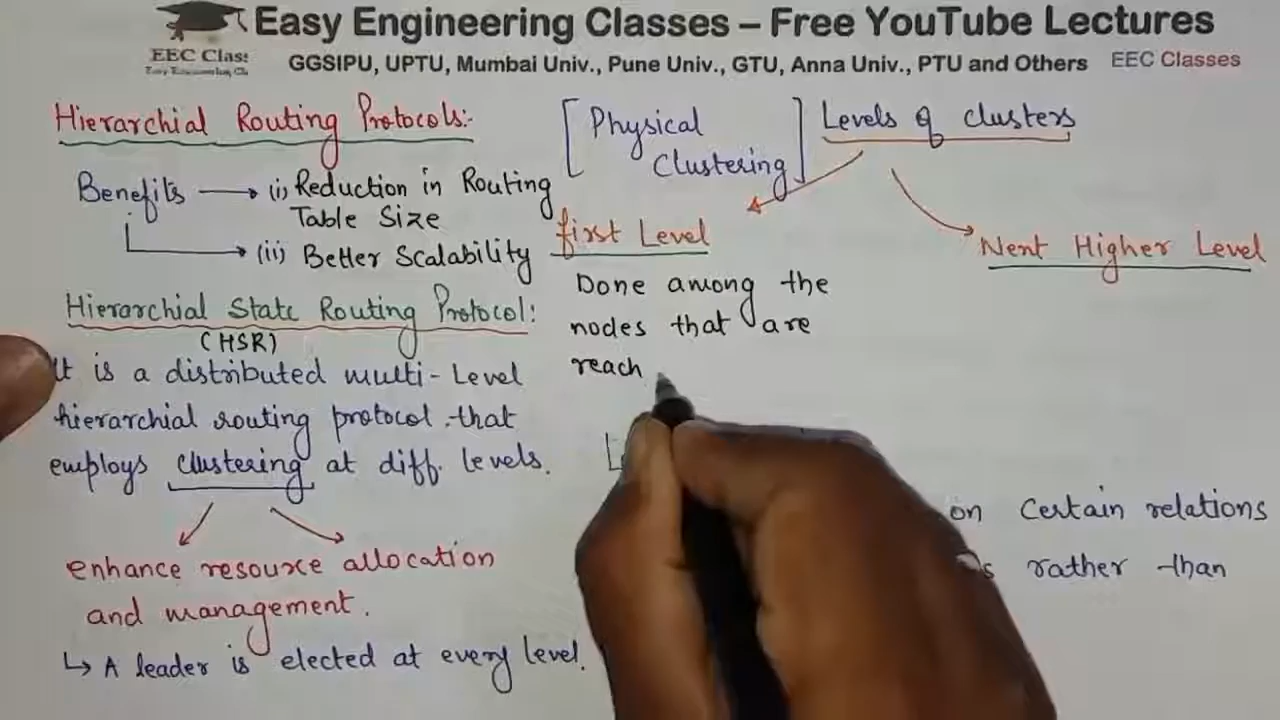 Easy Engineering Classes – Free YouTube Lectures
EEC Clas
GGSIPU, UPTU, Mumbai Univ., Pune Univ., GTU, Anna Univ., PTU and Others
EEC Classes
Hierarchial Routing Protocols:-
Benefits → (i) Reduction in Routing
Table Size
→ (ii) Better Scalability
Hierarchial State Routing Protocol:
(HSR)
It is a distributed multi-Level
hierarchial routing protocol that
employs clustering at diff. levels.
enhance resource allocation
and management.
↳ A leader is elected at every level.
[Physical
Clustering]
Levels of clusters
first Level
Done among the
nodes that are
reach
Next Higher Level
on Certain relations
rather than